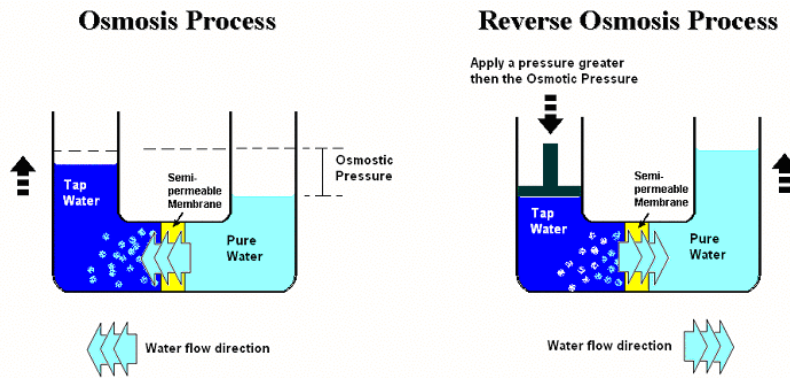 Osmosis Process
Osmostic
Pressure
Semi-
permeable
Membrane
Tap
Water
Pure
Water
Water flow direction
Reverse Osmosis Process
Apply a pressure greater
then the Osmotic Pressure
Semi-
permeable
Membrane
Tap
Water
Pure
Water
Water flow direction